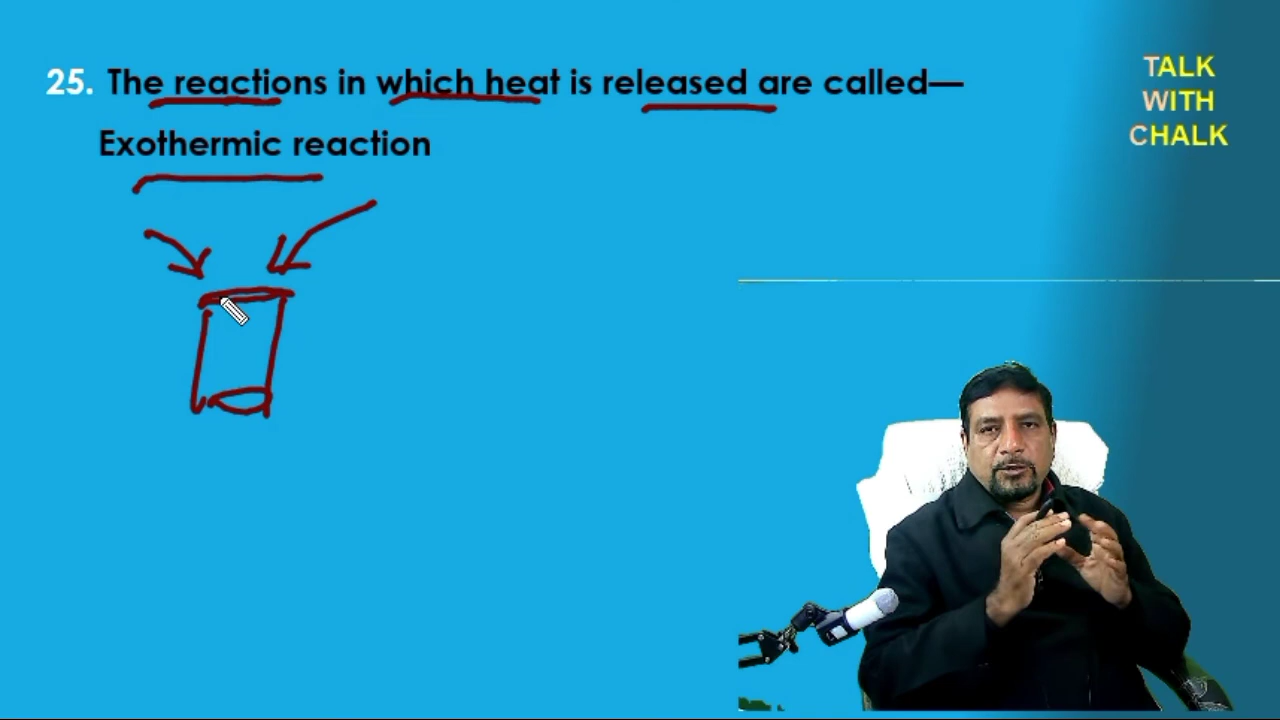 25. The reactions in which heat is released are called—
Exothermic reaction
TALK
WITH
CHALK